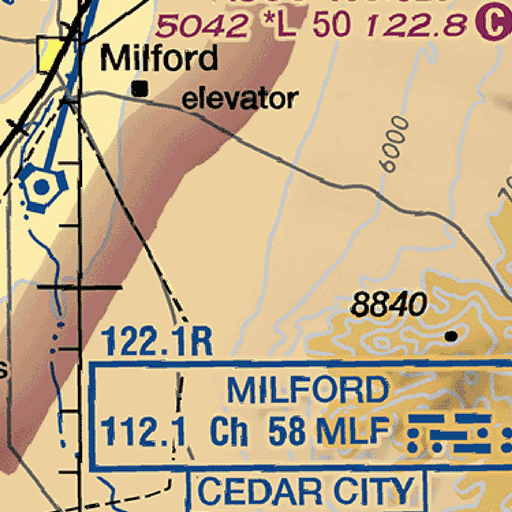 5042 *L 50 122.8 C
Milford
elevator
6000
8840
122.1R
MILFORD
112.1 Ch 58 MLF
CEDAR CITY